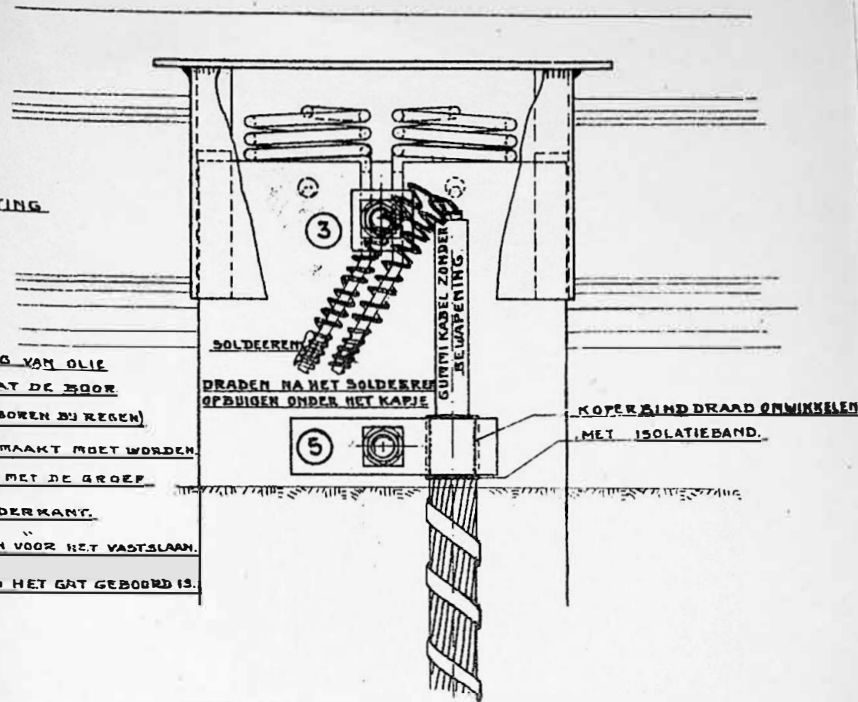 TING
G VAN OLIE
AT DE BOOR
BOREN BIJ REGEN)
MAAKT MOET WORDEN
MET DE GROEF
DERKANT.
N VOOR HET VASTSLAAN.
HET GAT GEBOORD IS.
3
SOLDEEREN
DRADEN NA HET SOLDEEREN
OPBUIGEN ONDER HET KAPJE
GUMMI KABEL ZONDER
BEWAPENING
5
KOPERBINDDRAAD OMWIKKELEN
MET ISOLATIEBAND.